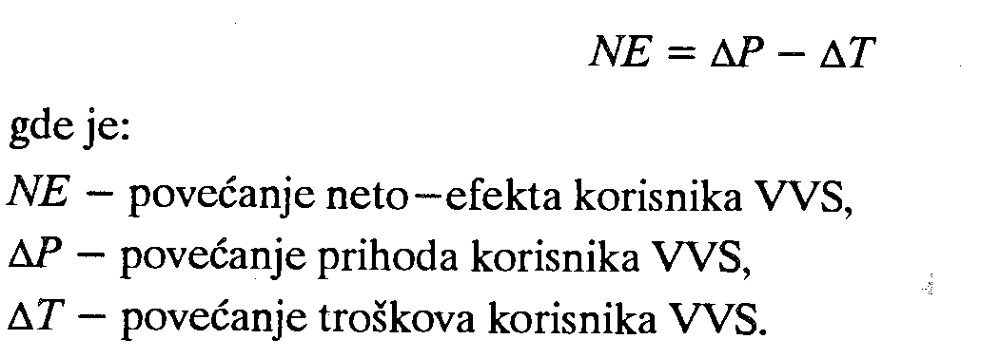 NE = ΔP − ΔT
gde je:
NE − povećanje neto−efekta korisnika VVS,
ΔP − povećanje prihoda korisnika VVS,
ΔT − povećanje troškova korisnika VVS.